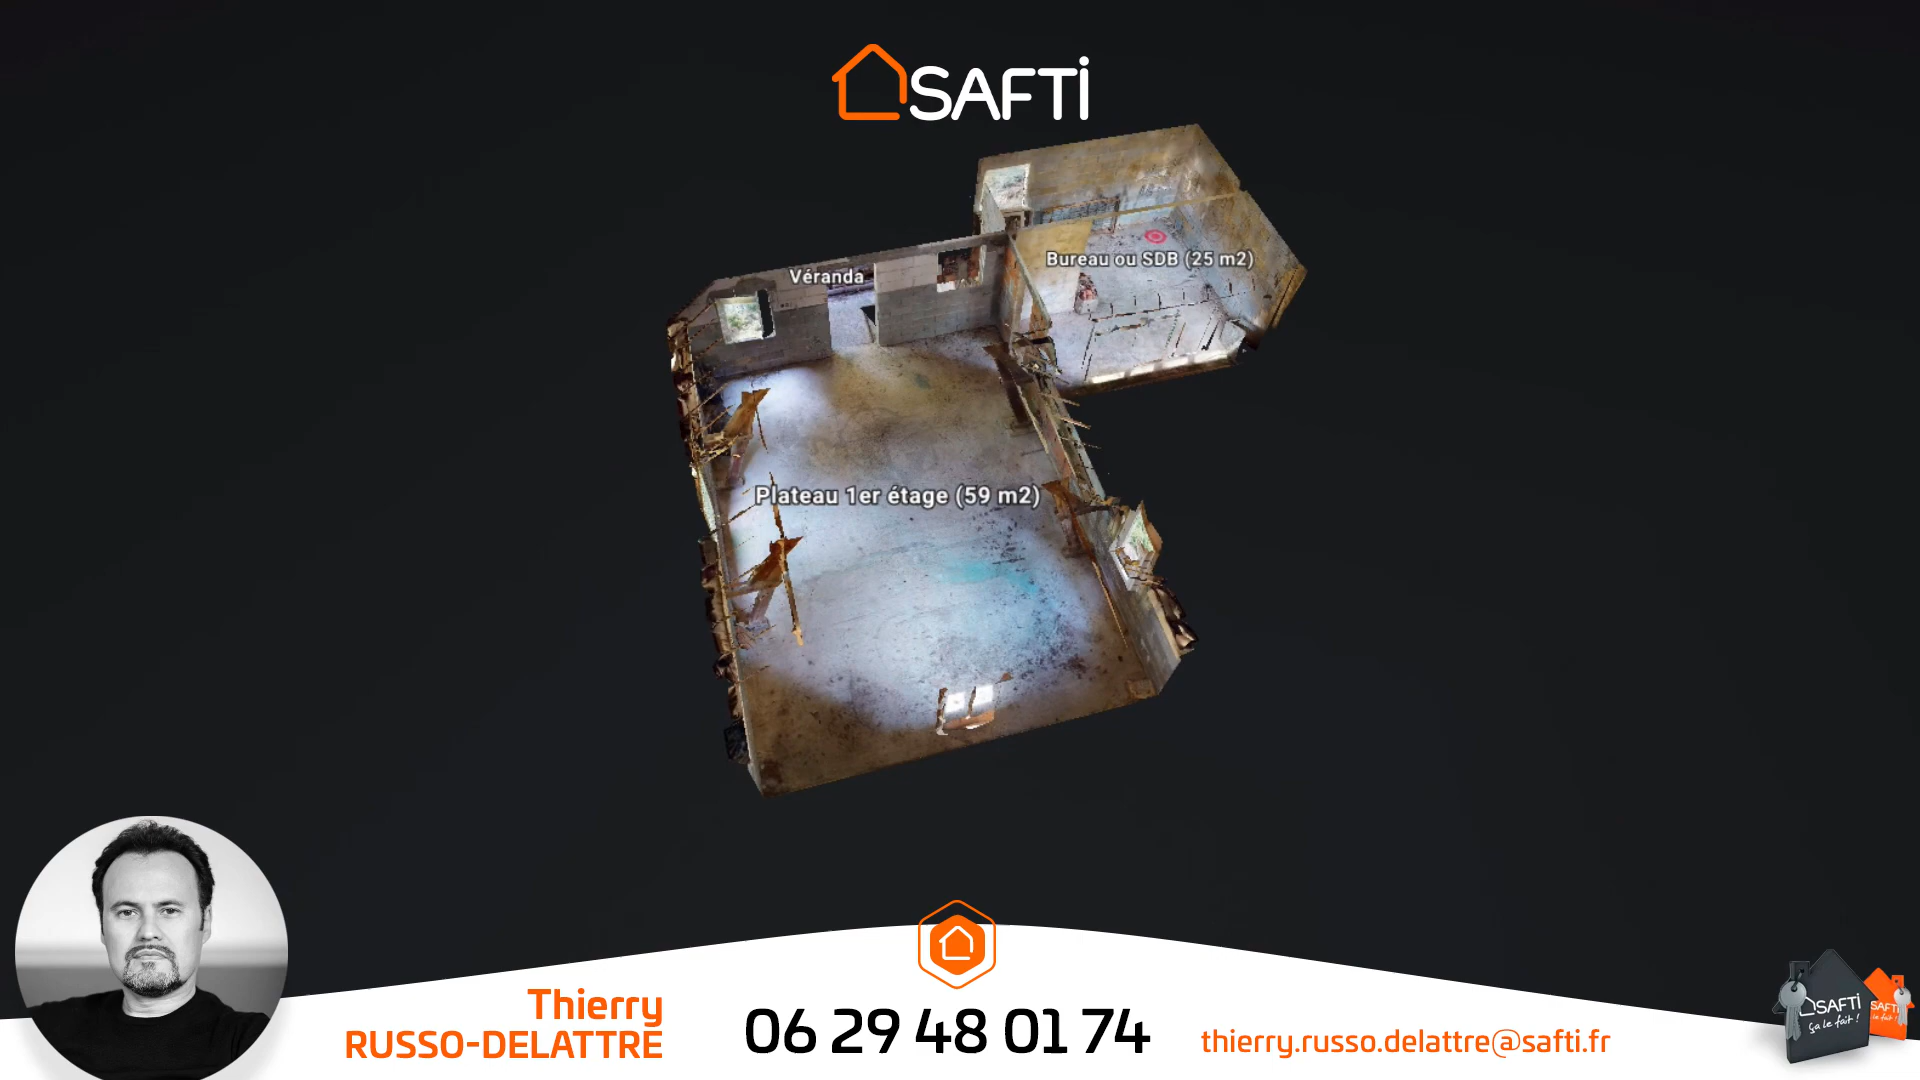 SAFTI
Véranda
Bureau ou SDB (25 m2)
Plateau 1er étage (59 m2)
Thierry
RUSSO-DELATTRE
06 29 48 01 74
thierry.russo.delattre@safti.fr
SAFTI
ça le fait !
SAFTI